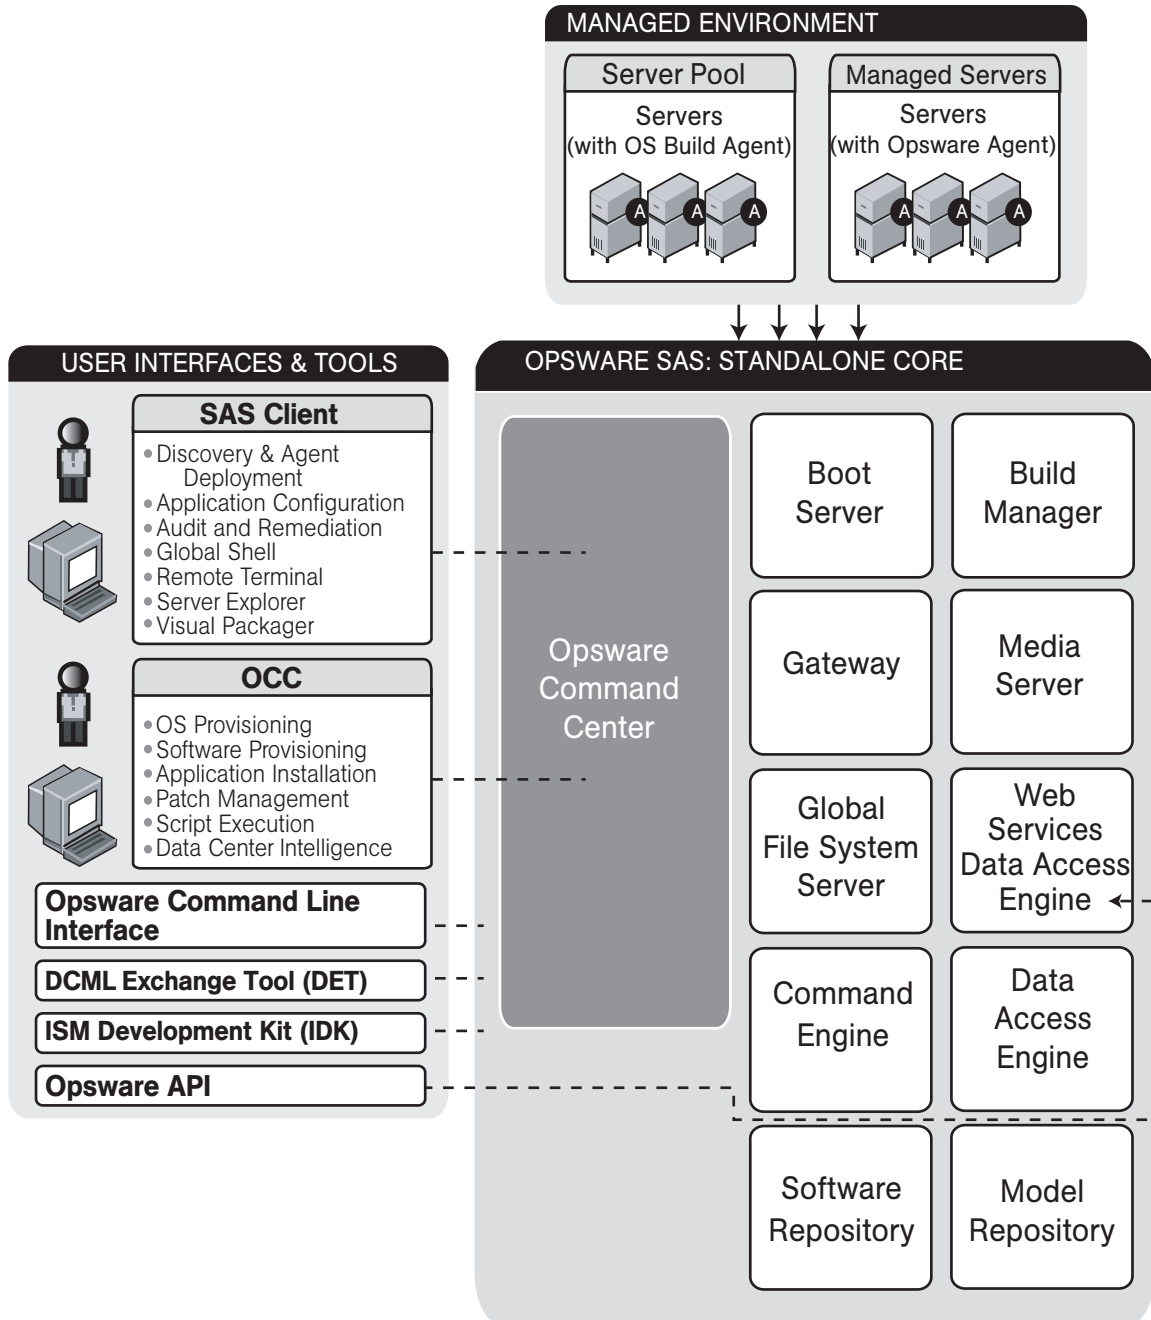 MANAGED ENVIRONMENT
Server Pool
Servers
(with OS Build Agent)
A
A
A
Managed Servers
Servers
(with Opsware Agent)
A
A
A
USER INTERFACES & TOOLS
SAS Client
Discovery & Agent
Deployment
Application Configuration
Audit and Remediation
Global Shell
Remote Terminal
Server Explorer
Visual Packager
OCC
OS Provisioning
Software Provisioning
Application Installation
Patch Management
Script Execution
Data Center Intelligence
Opsware Command Line
Interface
DCML Exchange Tool (DET)
ISM Development Kit (IDK)
Opsware API
OPSWARE SAS: STANDALONE CORE
Opsware
Command
Center
Boot
Server
Build
Manager
Gateway
Media
Server
Global
File System
Server
Web
Services
Data Access
Engine
Command
Engine
Data
Access
Engine
Software
Repository
Model
Repository